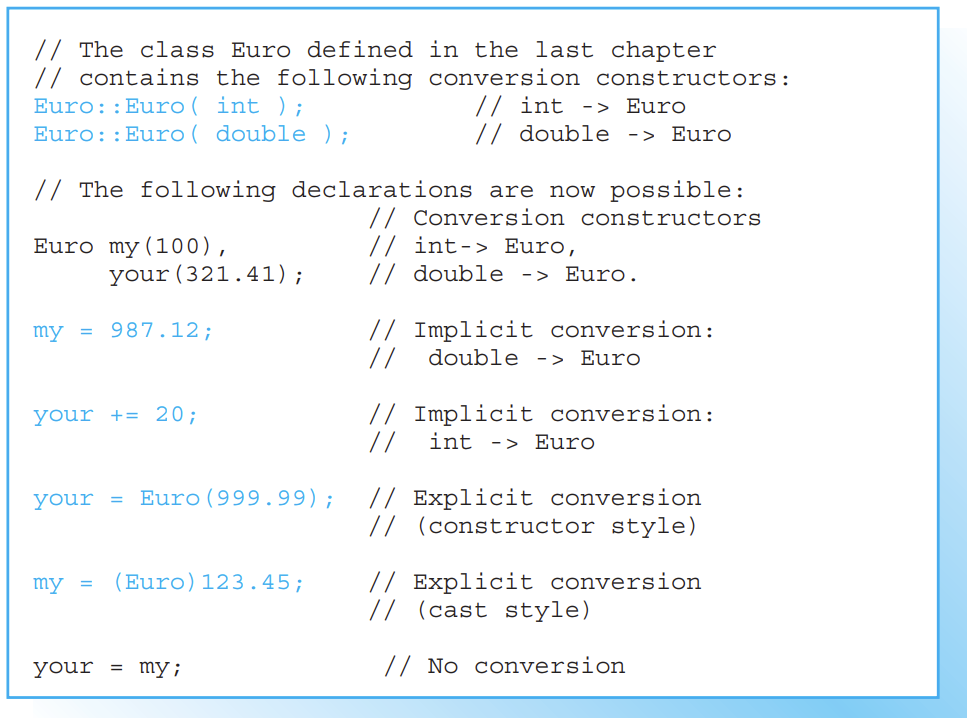 // The class Euro defined in the last chapter
// contains the following conversion constructors:
Euro::Euro( int );           // int -> Euro
Euro::Euro( double );        // double -> Euro
// The following declarations are now possible:
                      // Conversion constructors
Euro my(100),         // int-> Euro,
     your(321.41);    // double -> Euro.
my = 987.12;          // Implicit conversion:
                      //  double -> Euro
your += 20;           // Implicit conversion:
                      //  int -> Euro
your = Euro(999.99);  // Explicit conversion
                      // (constructor style)
my = (Euro)123.45;    // Explicit conversion
                      // (cast style)
your = my;             // No conversion